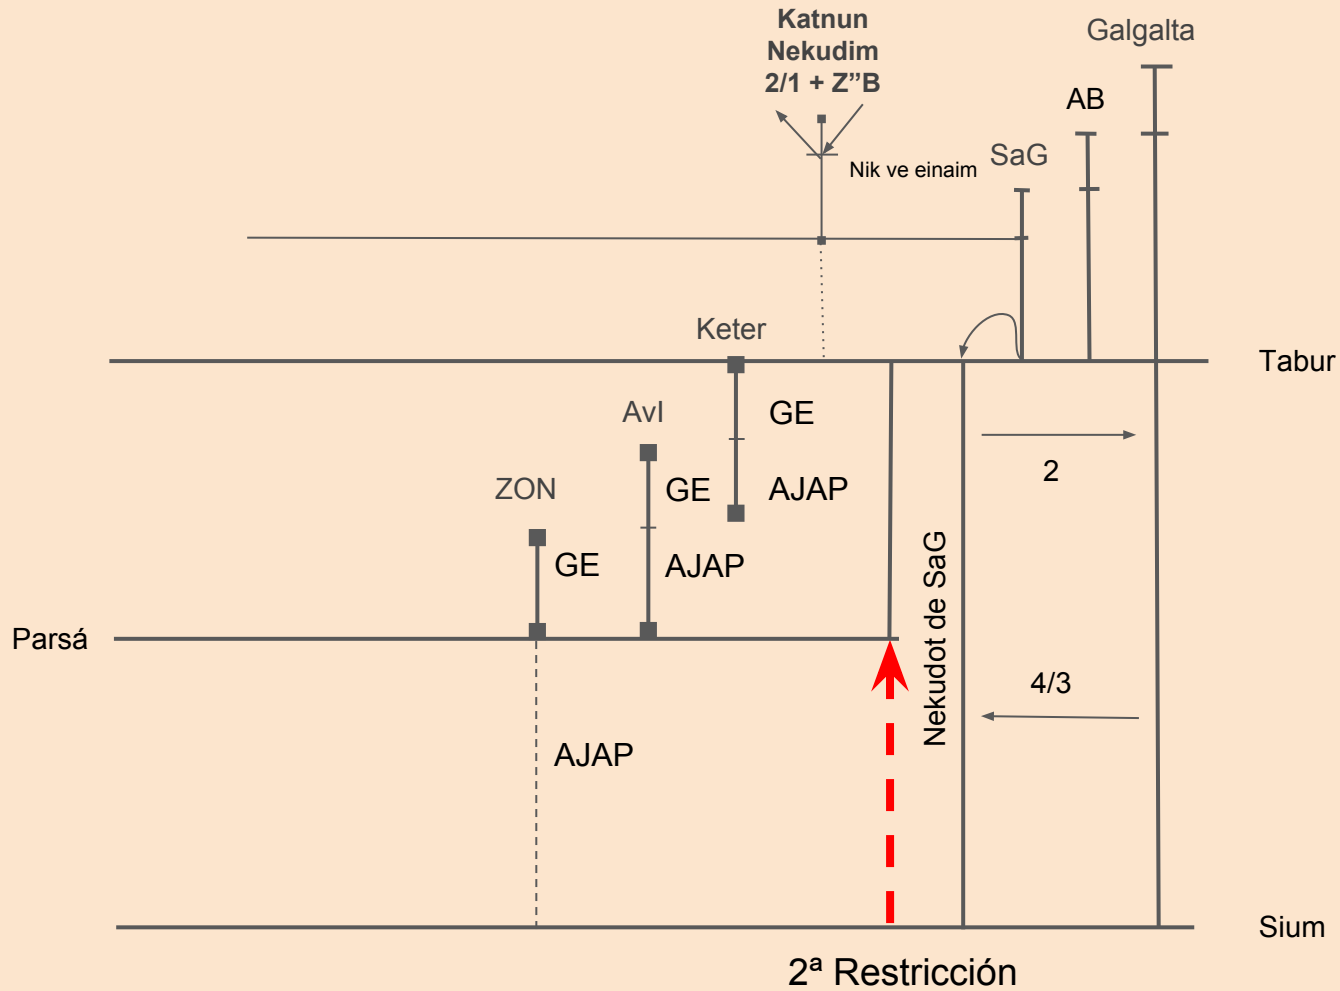 Katnun
Nekudim
2/1 + Z”B
Galgalta
AB
SaG
Nik ve einaim
Keter
Tabur
AvI
GE
2
ZON
GE
AJAP
GE
AJAP
Nekudot de SaG
Parsá
4/3
AJAP
Sium
2ª Restricción